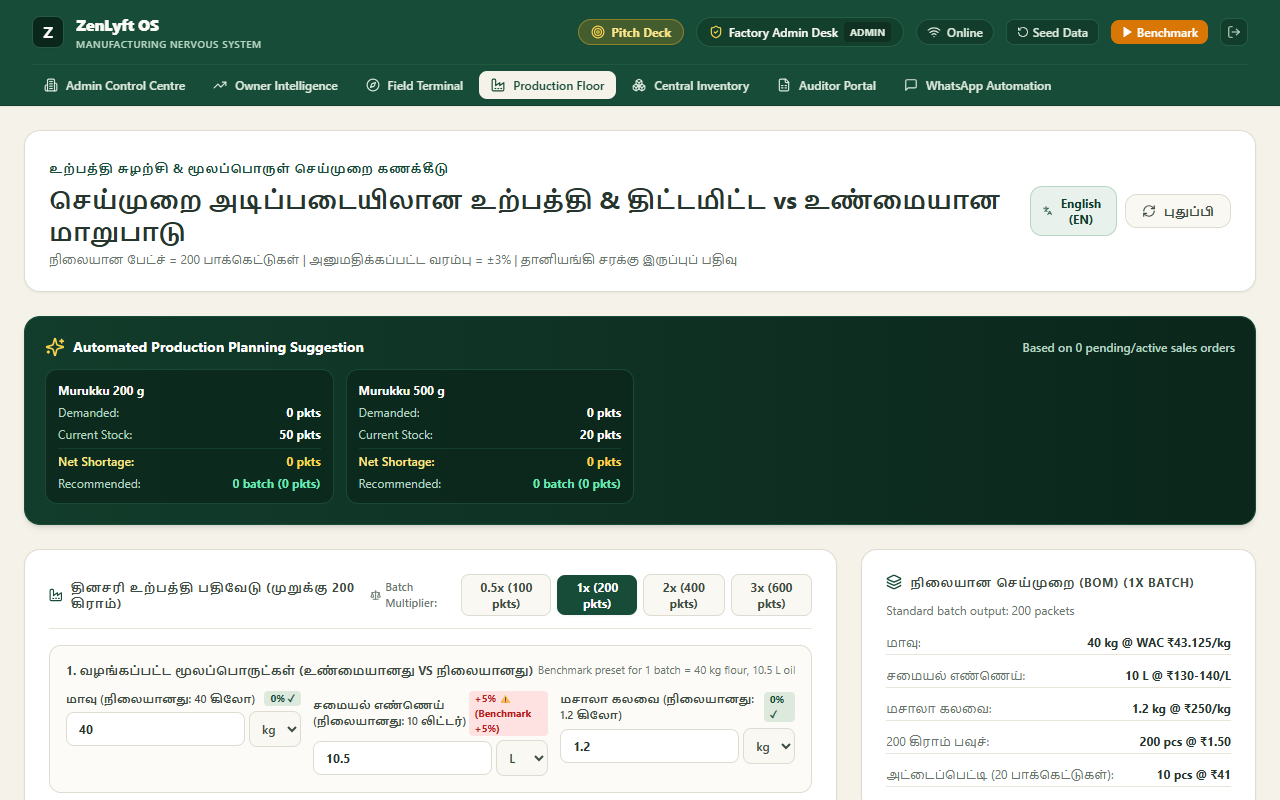 Z
ZenLyft OS
MANUFACTURING NERVOUS SYSTEM
Pitch Deck
Factory Admin Desk ADMIN
Online
Seed Data
Benchmark
Admin Control Centre
Owner Intelligence
Field Terminal
Production Floor
Central Inventory
Auditor Portal
WhatsApp Automation
உற்பத்தி சுழற்சி & மூலப்பொருள் செய்முறை கணக்கீடு
செய்முறை அடிப்படையிலான உற்பத்தி & திட்டமிட்ட vs உண்மையான
மாறுபாடு
நிலையான பேட்ச் = 200 பாக்கெட்டுகள் | அனுமதிக்கப்பட்ட வரம்பு = ±3% | தானியங்கி சரக்கு இருப்புப் பதிவு
English
(EN)
புதுப்பி
Automated Production Planning Suggestion
Based on 0 pending/active sales orders
Murukku 200 g
Demanded: 0 pkts
Current Stock: 50 pkts
Net Shortage: 0 pkts
Recommended: 0 batch (0 pkts)
Murukku 500 g
Demanded: 0 pkts
Current Stock: 20 pkts
Net Shortage: 0 pkts
Recommended: 0 batch (0 pkts)
தினசரி உற்பத்தி பதிவேடு (முறுக்கு 200
கிராம்)
Batch
Multiplier:
0.5x (100
pkts)
1x (200
pkts)
2x (400
pkts)
3x (600
pkts)
1. வழங்கப்பட்ட மூலப்பொருட்கள் (உண்மையானது VS நிலையானது)
Benchmark preset for 1 batch = 40 kg flour, 10.5 L oil
மாவு (நிலையானது: 40 கிலோ)
0% ✓
40
kg
சமையல் எண்ணெய்
(நிலையானது: 10 லிட்டர்)
+5% ⚠️
(Benchmark
+5%)
10.5
L
மசாலா கலவை (நிலையானது:
1.2 கிலோ)
0%
✓
1.2
kg
நிலையான செய்முறை (BOM) (1X BATCH)
Standard batch output: 200 packets
மாவு: 40 kg @ WAC ₹43.125/kg
சமையல் எண்ணெய்: 10 L @ ₹130-140/L
மசாலா கலவை: 1.2 kg @ ₹250/kg
200 கிராம் பவுச்: 200 pcs @ ₹1.50
அட்டைப்பெட்டி (20 பாக்கெட்டுகள்): 10 pcs @ ₹41